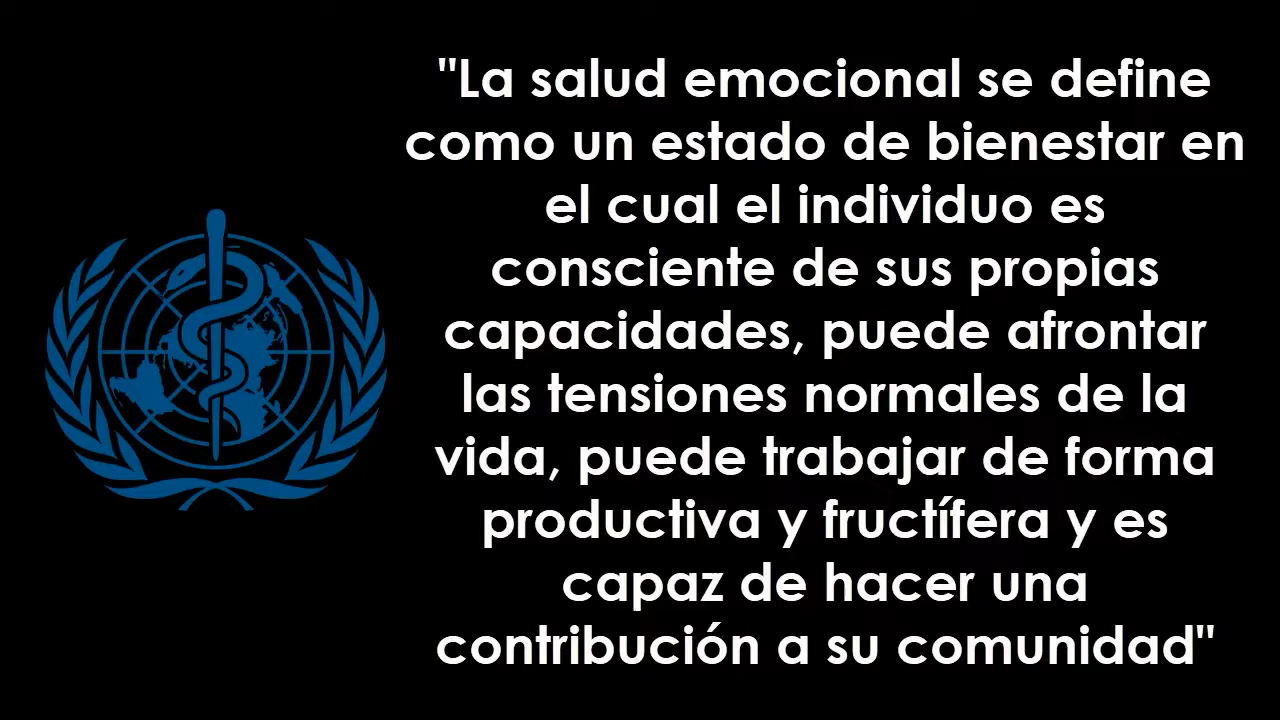 "La salud emocional se define
como un estado de bienestar en
el cual el individuo es
consciente de sus propias
capacidades, puede afrontar
las tensiones normales de la
vida, puede trabajar de forma
productiva y fructífera y es
capaz de hacer una
contribución a su comunidad"